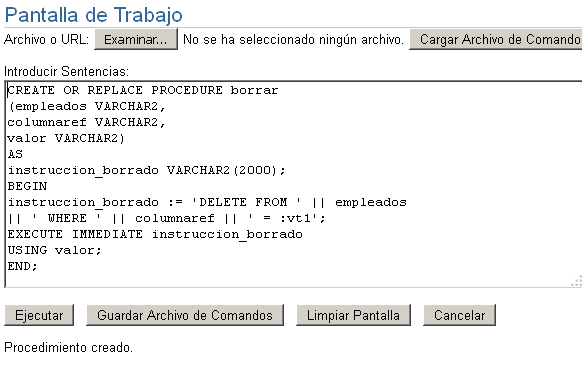 Pantalla de Trabajo
Archivo o URL: Examinar... No se ha seleccionado ningún archivo. Cargar Archivo de Comando
Introducir Sentencias:
CREATE OR REPLACE PROCEDURE borrar
(empleados VARCHAR2,
columnaref VARCHAR2,
valor VARCHAR2)
AS
instruccion_borrado VARCHAR2(2000);
BEGIN
instruccion_borrado := 'DELETE FROM ' || empleados
|| ' WHERE ' || columnaref || ' = :vt1';
EXECUTE IMMEDIATE instruccion_borrado
USING valor;
END;
Ejecutar Guardar Archivo de Comandos Limpiar Pantalla Cancelar
Procedimiento creado.